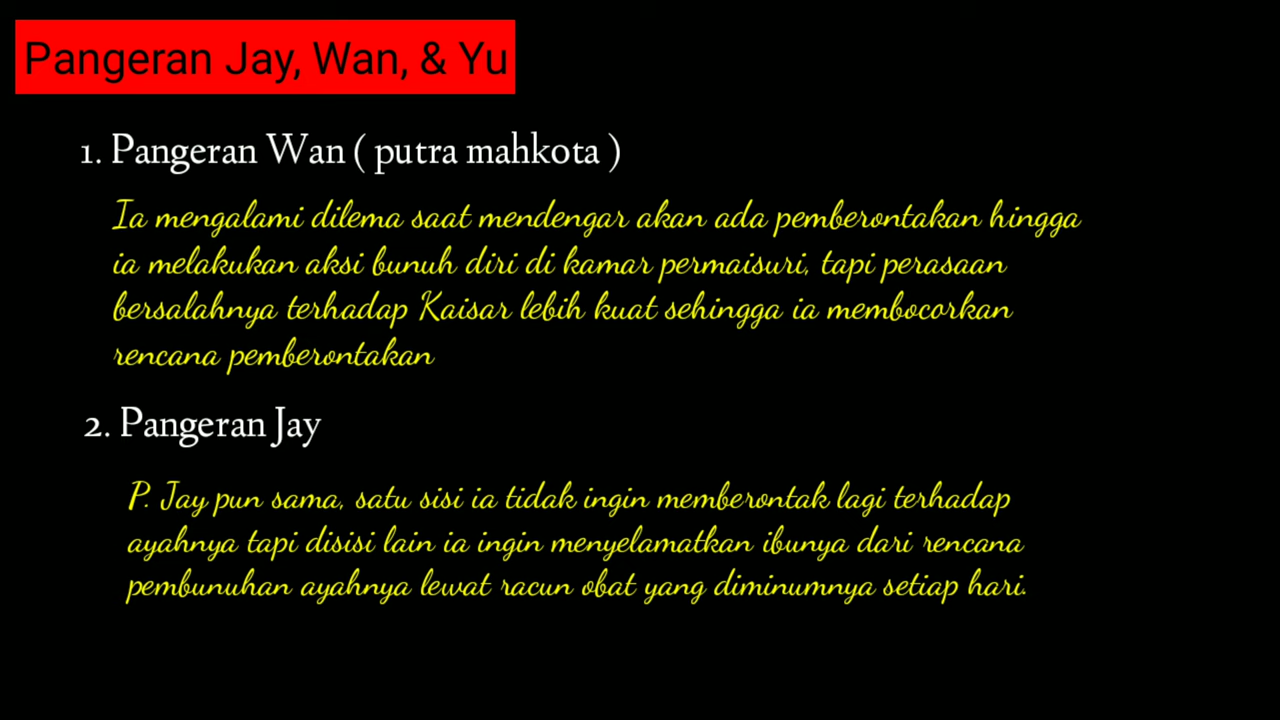 Pangeran Jay, Wan, & Yu
1. Pangeran Wan ( putra mahkota )
Ia mengalami dilema saat mendengar akan ada pemberontakan hingga
ia melakukan aksi bunuh diri di kamar permaisuri, tapi perasaan
bersalahnya terhadap Kaisar lebih kuat sehingga ia membocorkan
rencana pemberontakan
2. Pangeran Jay
P. Jay pun sama, satu sisi ia tidak ingin memberontak lagi terhadap
ayahnya tapi disisi lain ia ingin menyelamatkan ibunya dari rencana
pembunuhan ayahnya lewat racun obat yang diminumnya setiap hari.